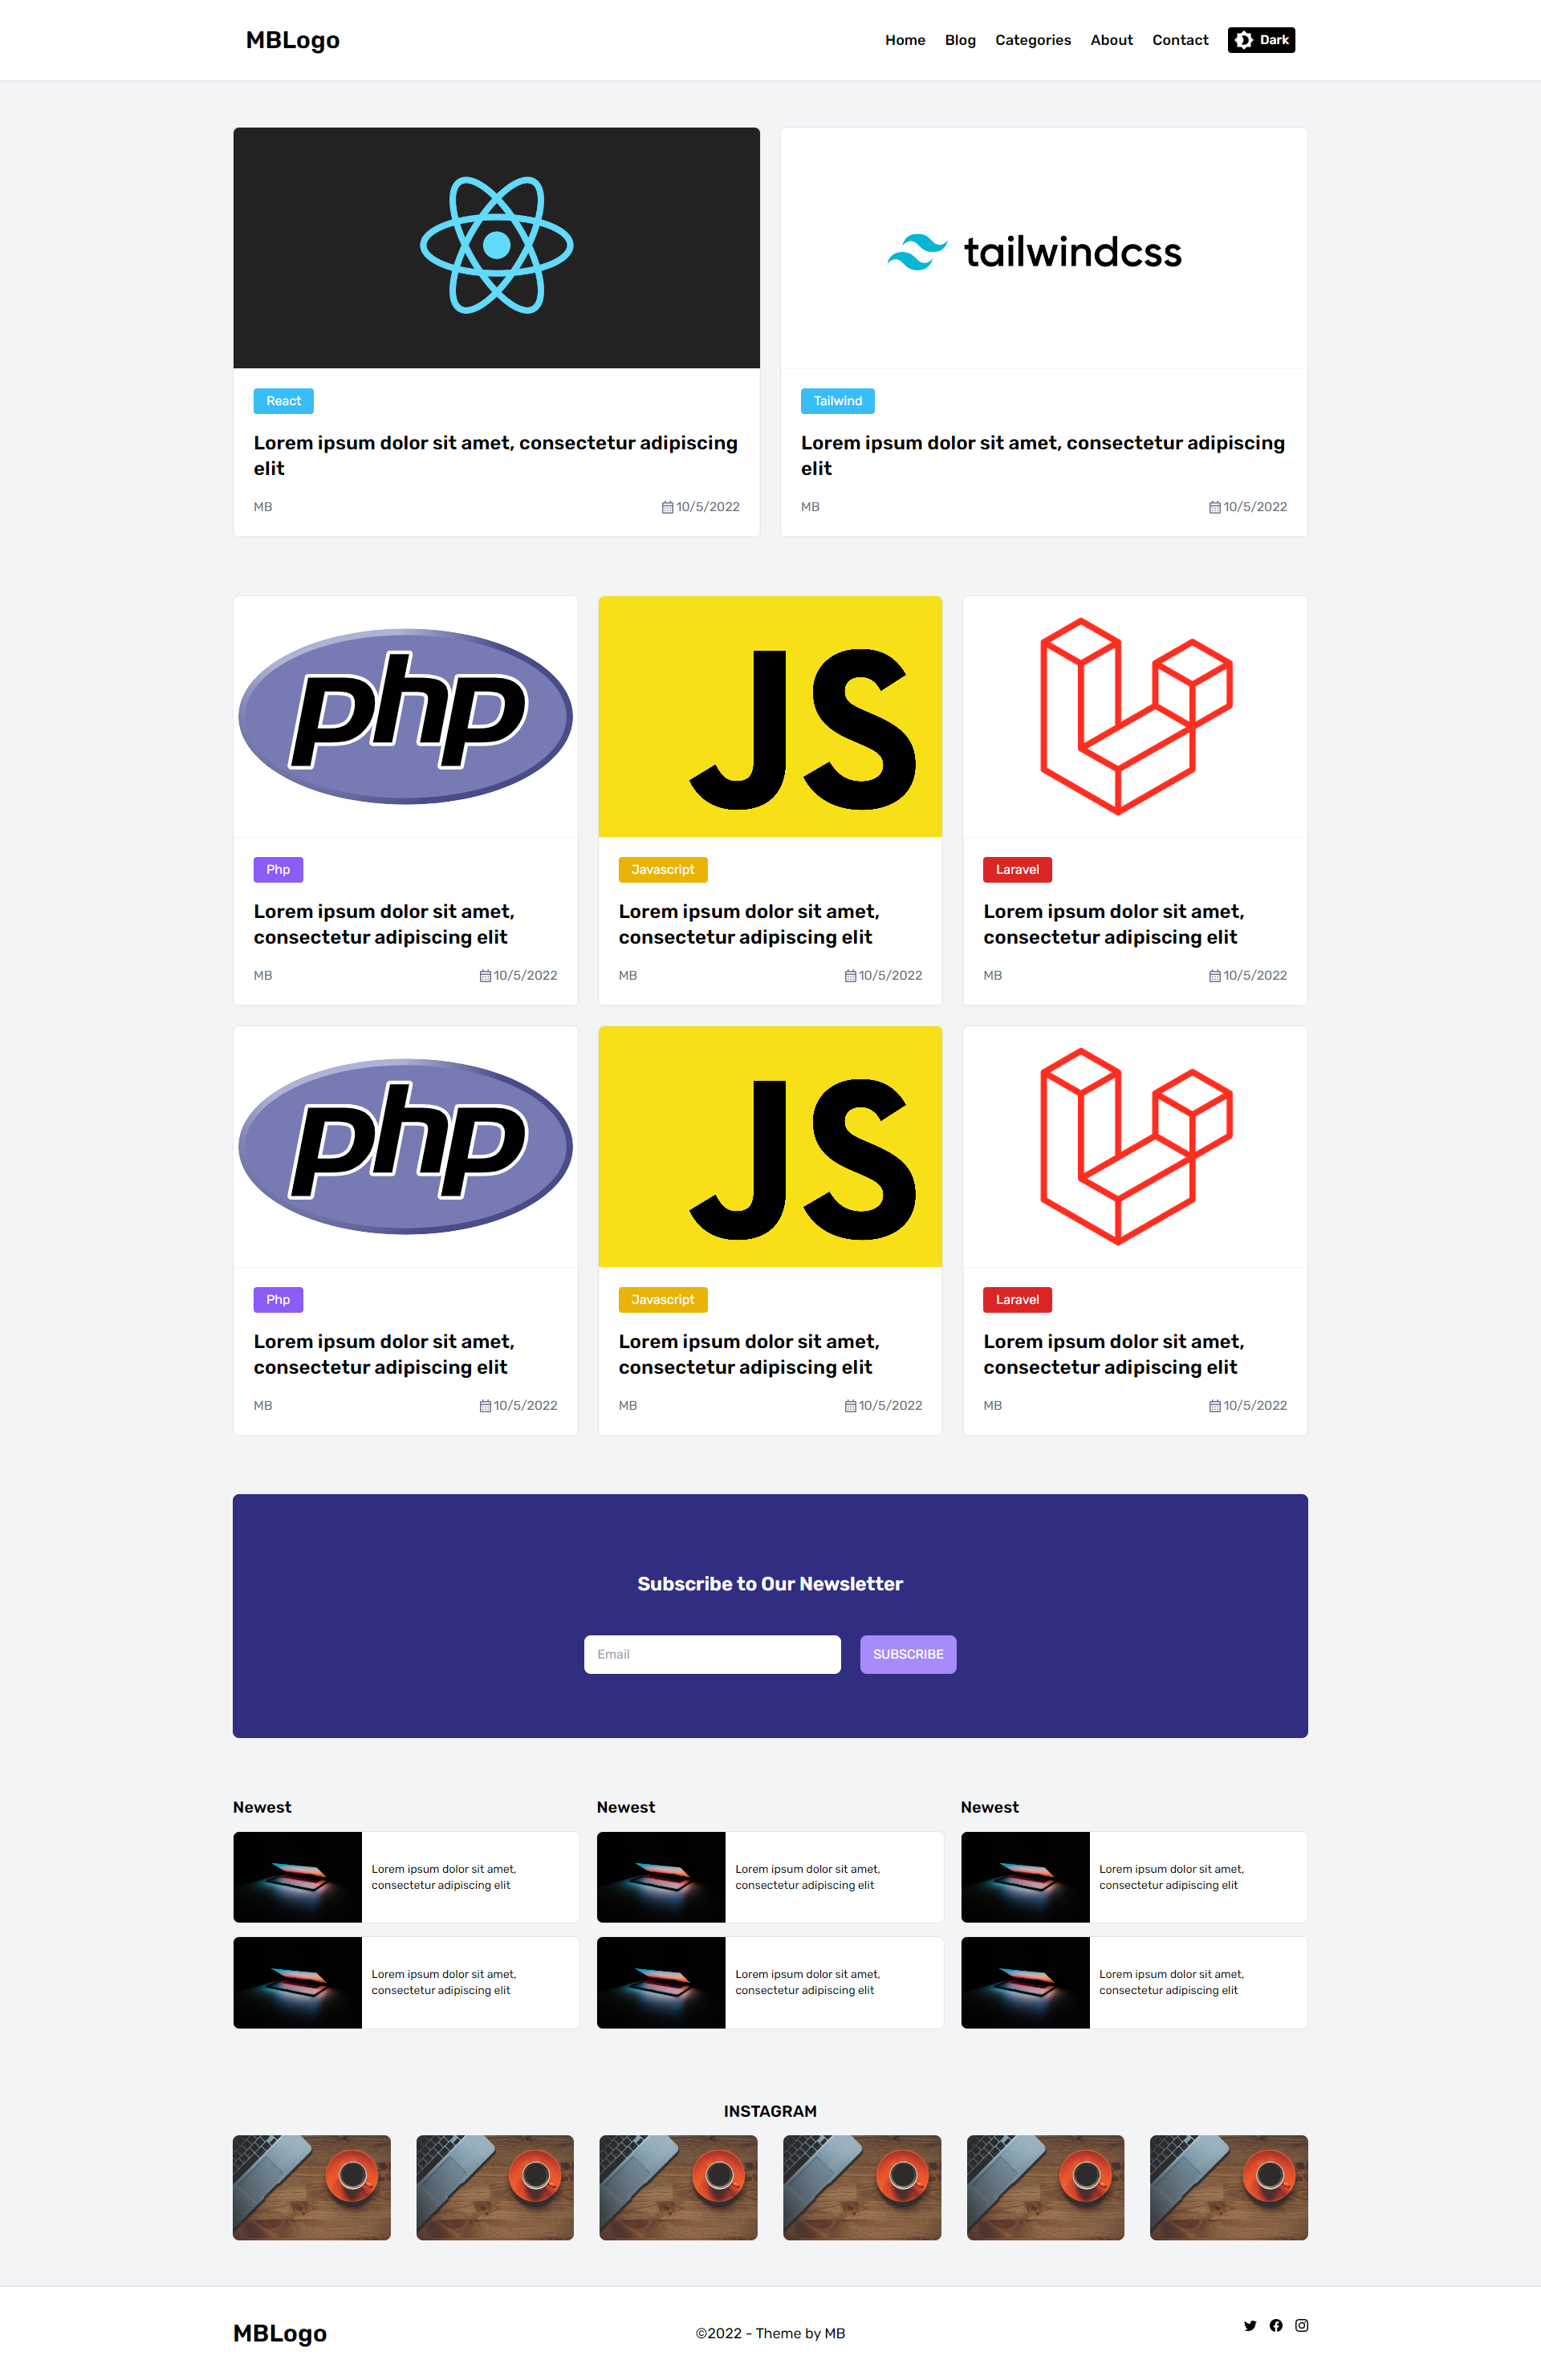 MBLogo
Home Blog Categories About Contact Dark
tailwindcss
React
Lorem ipsum dolor sit amet, consectetur adipiscing
elit
MB 10/5/2022
Tailwind
Lorem ipsum dolor sit amet, consectetur adipiscing
elit
MB 10/5/2022
php
Php
Lorem ipsum dolor sit amet,
consectetur adipiscing elit
MB 10/5/2022
JS
Javascript
Lorem ipsum dolor sit amet,
consectetur adipiscing elit
MB 10/5/2022
Laravel
Lorem ipsum dolor sit amet,
consectetur adipiscing elit
MB 10/5/2022
php
Php
Lorem ipsum dolor sit amet,
consectetur adipiscing elit
MB 10/5/2022
JS
Javascript
Lorem ipsum dolor sit amet,
consectetur adipiscing elit
MB 10/5/2022
Laravel
Lorem ipsum dolor sit amet,
consectetur adipiscing elit
MB 10/5/2022
Subscribe to Our Newsletter
Email SUBSCRIBE
Newest
Lorem ipsum dolor sit amet,
consectetur adipiscing elit
Lorem ipsum dolor sit amet,
consectetur adipiscing elit
Newest
Lorem ipsum dolor sit amet,
consectetur adipiscing elit
Lorem ipsum dolor sit amet,
consectetur adipiscing elit
Newest
Lorem ipsum dolor sit amet,
consectetur adipiscing elit
Lorem ipsum dolor sit amet,
consectetur adipiscing elit
INSTAGRAM
MBLogo
©2022 - Theme by MB